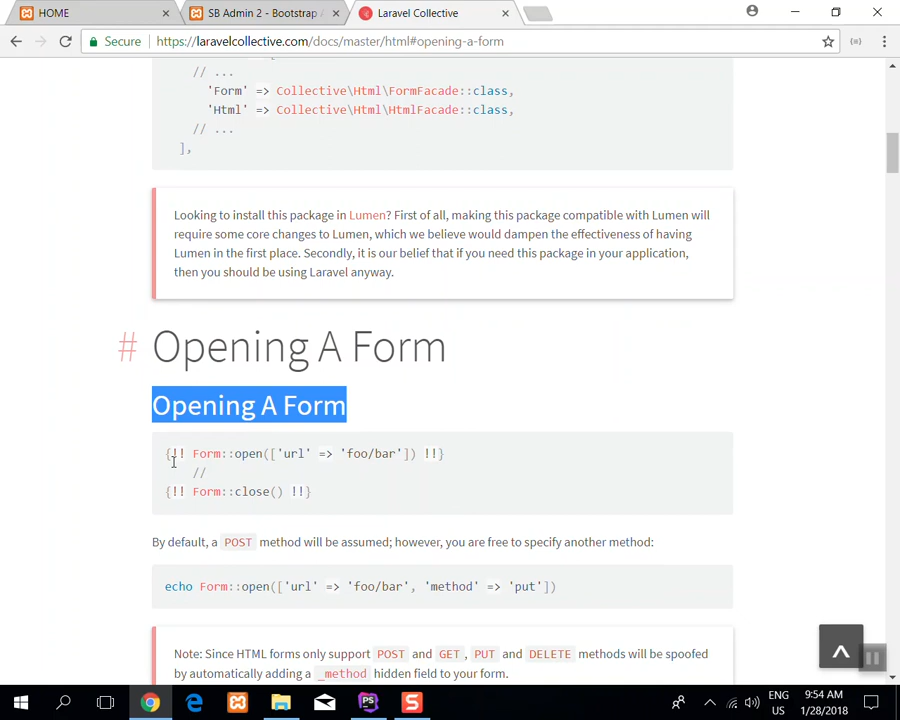 HOME
SB Admin 2 - Bootstrap
Laravel Collective
Secure https://laravelcollective.com/docs/master/html#opening-a-form
// ...
'Form' => Collective\Html\FormFacade::class,
'Html' => Collective\Html\HtmlFacade::class,
// ...
],
Looking to install this package in Lumen? First of all, making this package compatible with Lumen will
require some core changes to Lumen, which we believe would dampen the effectiveness of having
Lumen in the first place. Secondly, it is our belief that if you need this package in your application,
then you should be using Laravel anyway.
# Opening A Form
Opening A Form
{!! Form::open(['url' => 'foo/bar']) !!}
//
{!! Form::close() !!}
By default, a POST method will be assumed; however, you are free to specify another method:
echo Form::open(['url' => 'foo/bar', 'method' => 'put'])
Note: Since HTML forms only support POST and GET, PUT and DELETE methods will be spoofed
by automatically adding a _method hidden field to your form.
ENG
US
9:54 AM
1/28/2018